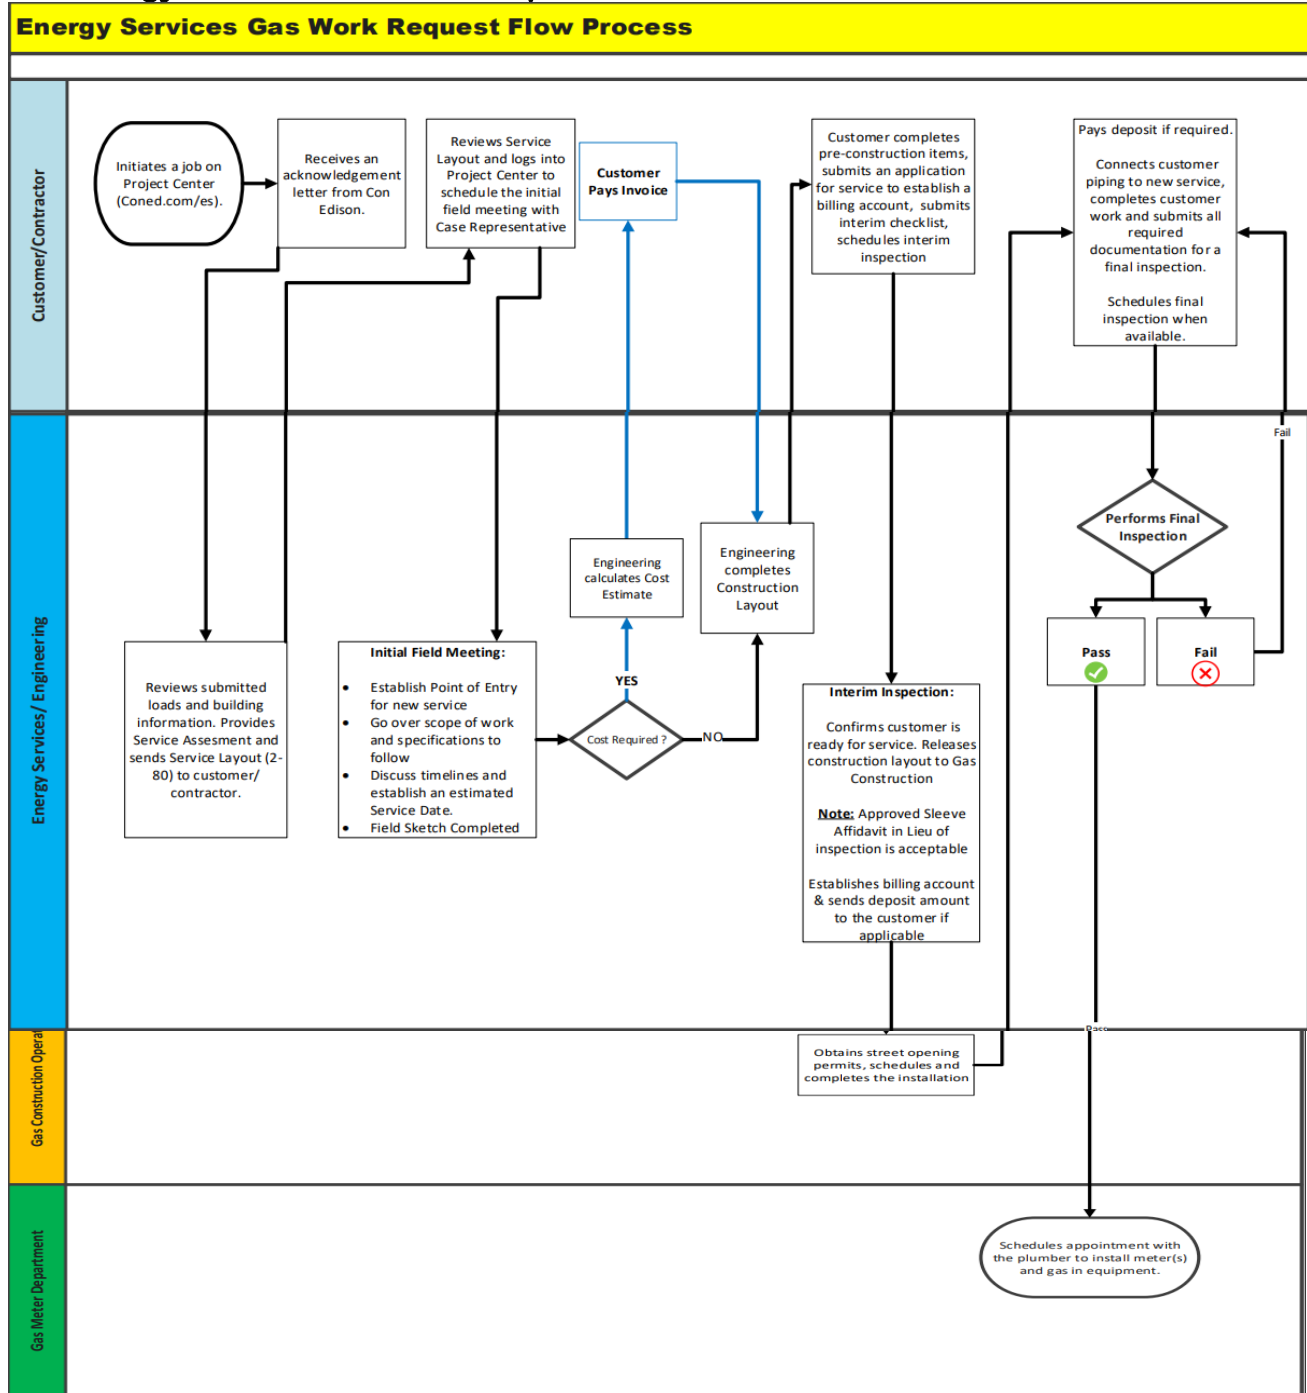 Energy Services Gas Work Request Flow Process
Customer/Contractor
Initiates a job on
Project Center
(Coned.com/es).
Receives an
acknowledgement
letter from Con
Edison.
Reviews Service
Layout and logs into
Project Center to
schedule the initial
field meeting with
Case Representative
Customer
Pays Invoice
Customer completes
pre-construction items,
submits an application
for service to establish a
billing account, submits
interim checklist,
schedules interim
inspection
Pays deposit if required.
Connects customer
piping to new service,
completes customer
work and submits all
required
documentation for a
final inspection.
Schedules final
inspection when
available.
Energy Services/ Engineering
Reviews submitted
loads and building
information. Provides
Service Assesment and
sends Service Layout (2-
80) to customer/
contractor.
Initial Field Meeting:
• Establish Point of Entry
for new service
• Go over scope of work
and specifications to
follow
• Discuss timelines and
establish an estimated
Service Date.
• Field Sketch Completed
Cost Required ?
YES
NO
Engineering
calculates Cost
Estimate
Engineering
completes
Construction
Layout
Interim Inspection:
Confirms customer is
ready for service. Releases
construction layout to Gas
Construction
Note: Approved Sleeve
Affidavit in Lieu of
inspection is acceptable
Establishes billing account
& sends deposit amount
to the customer if
applicable
Performs Final
Inspection
Pass
Fail
Fail
Pass
Gas Construction Operat
Obtains street opening
permits, schedules and
completes the installation
Gas Meter Department
Schedules appointment with
the plumber to install meter(s)
and gas in equipment.